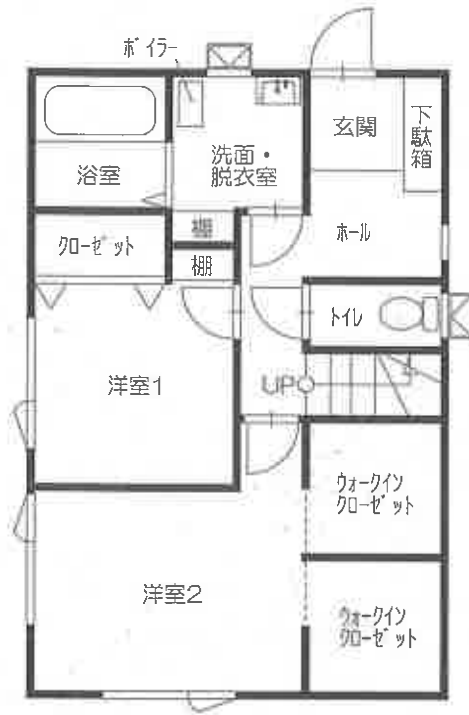 ボイラー
玄関
下駄箱
洗面・
脱衣室
浴室
棚
ホール
クローゼット
棚
トイレ
洋室1
UP
ウォークイン
クローゼット
洋室2
ウォークイン
クローゼット